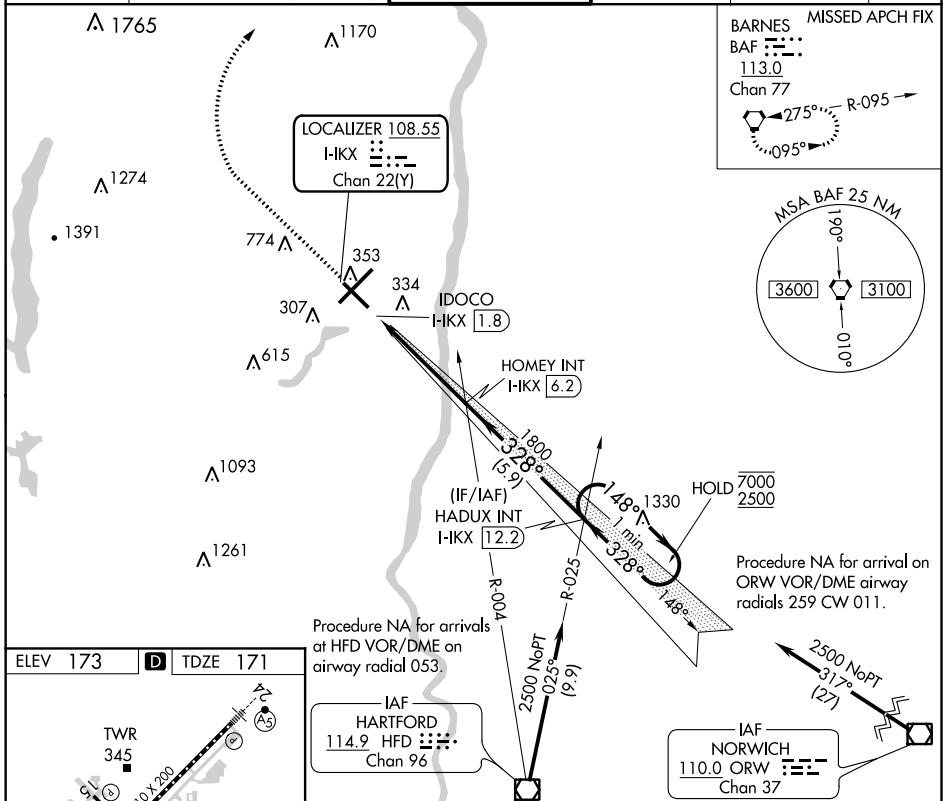 1765
1170
MISSED APCH FIX
BARNES
BAF
113.0
Chan 77
275°
R-095
095°
LOCALIZER 108.55
I-IKX
Chan 22(Y)
1274
1391
774
353
334
307
615
MSA BAF 25 NM
190°
3600
3100
010°
IDOCO
I-IKX 1.8
HOMEY INT
I-IKX 6.2
1800
328°
(5.9)
1093
(IF/IAF)
HADUX INT
I-IKX 12.2
148°
1330
1 min
328°
148°
HOLD 7000
2500
1261
R-004
R-025
Procedure NA for arrival on
ORW VOR/DME airway
radials 259 CW 011.
Procedure NA for arrivals
at HFD VOR/DME on
airway radial 053.
2500 NoPT
025°
(9.9)
2500 NoPT
317°
(27)
IAF
HARTFORD
114.9 HFD
Chan 96
IAF
NORWICH
110.0 ORW
Chan 37
ELEV 173 D TDZE 171
24
A5
TWR
345
P
P
15
10 X 200